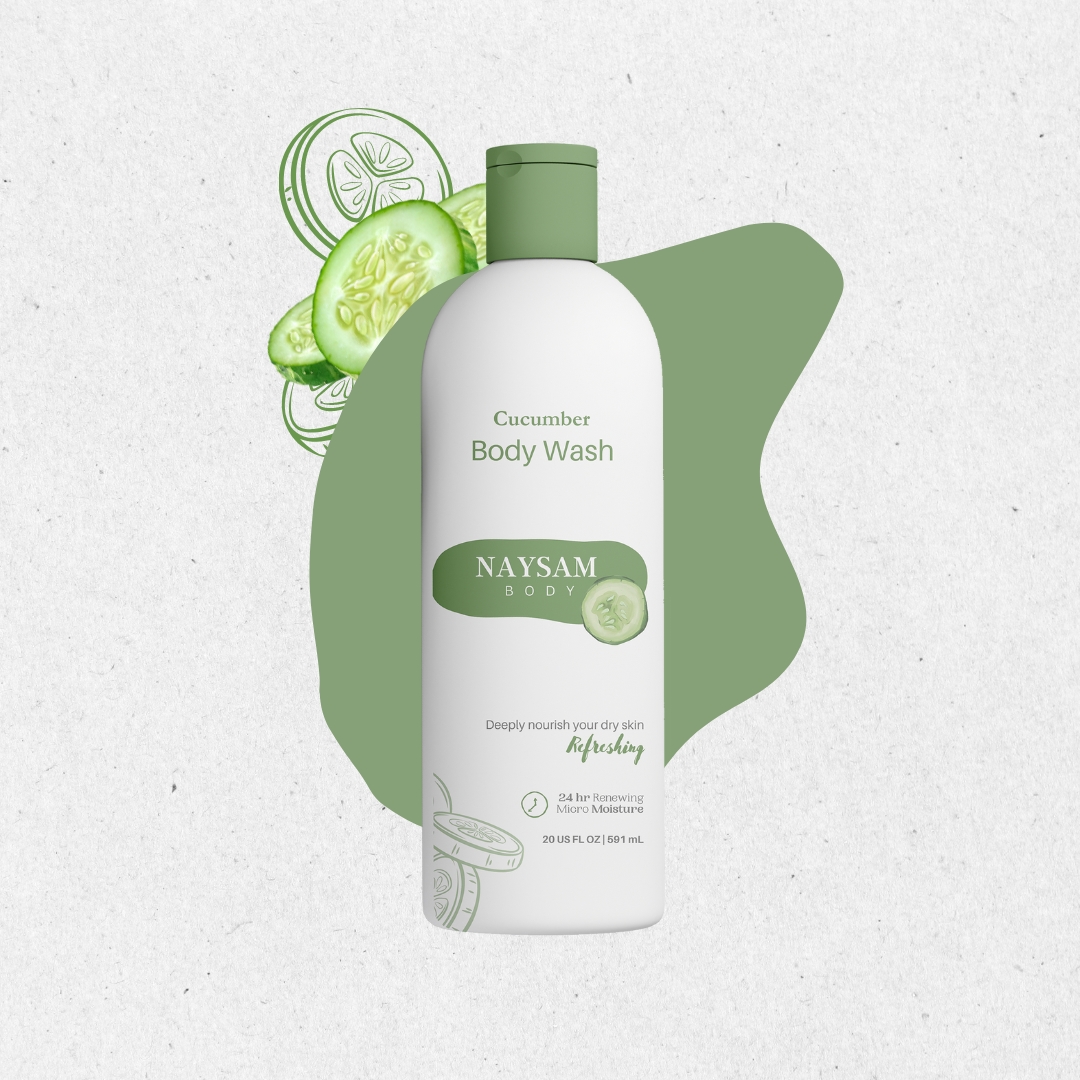 Cucumber
Body Wash
NAYSAM
BODY
Deeply nourish your dry skin
Refreshing
24 hr Renewing
Micro Moisture
20 US FL OZ | 591 mL